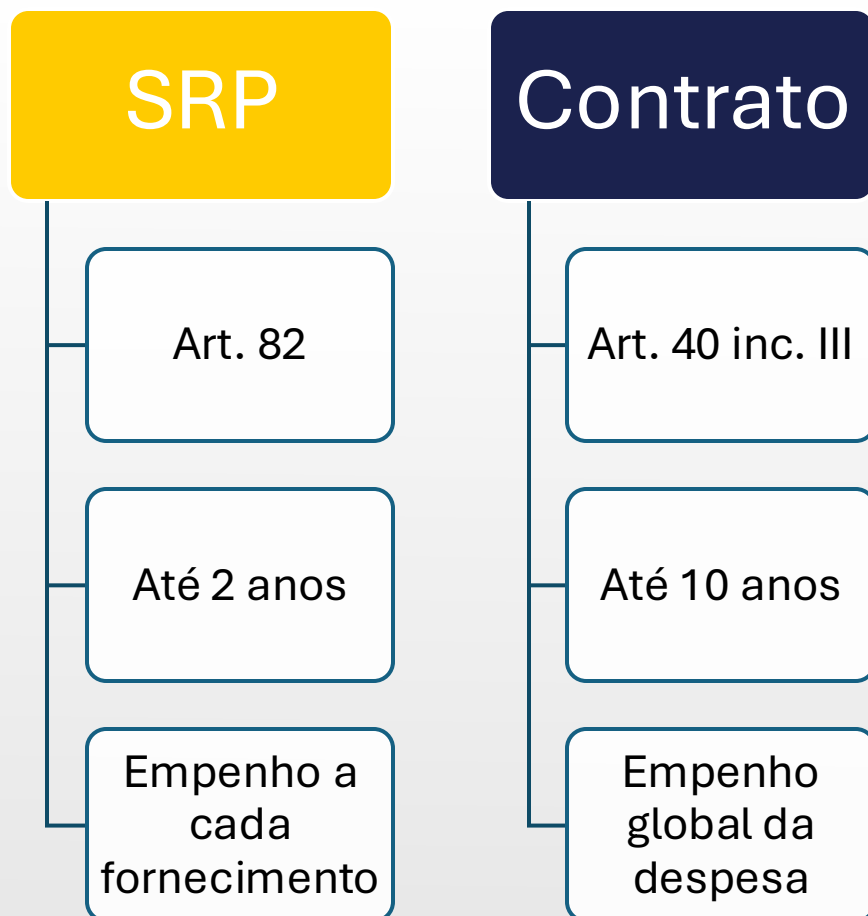 SRP
Art. 82
Até 2 anos
Empenho a
cada
fornecimento
Contrato
Art. 40 inc. III
Até 10 anos
Empenho
global da
despesa